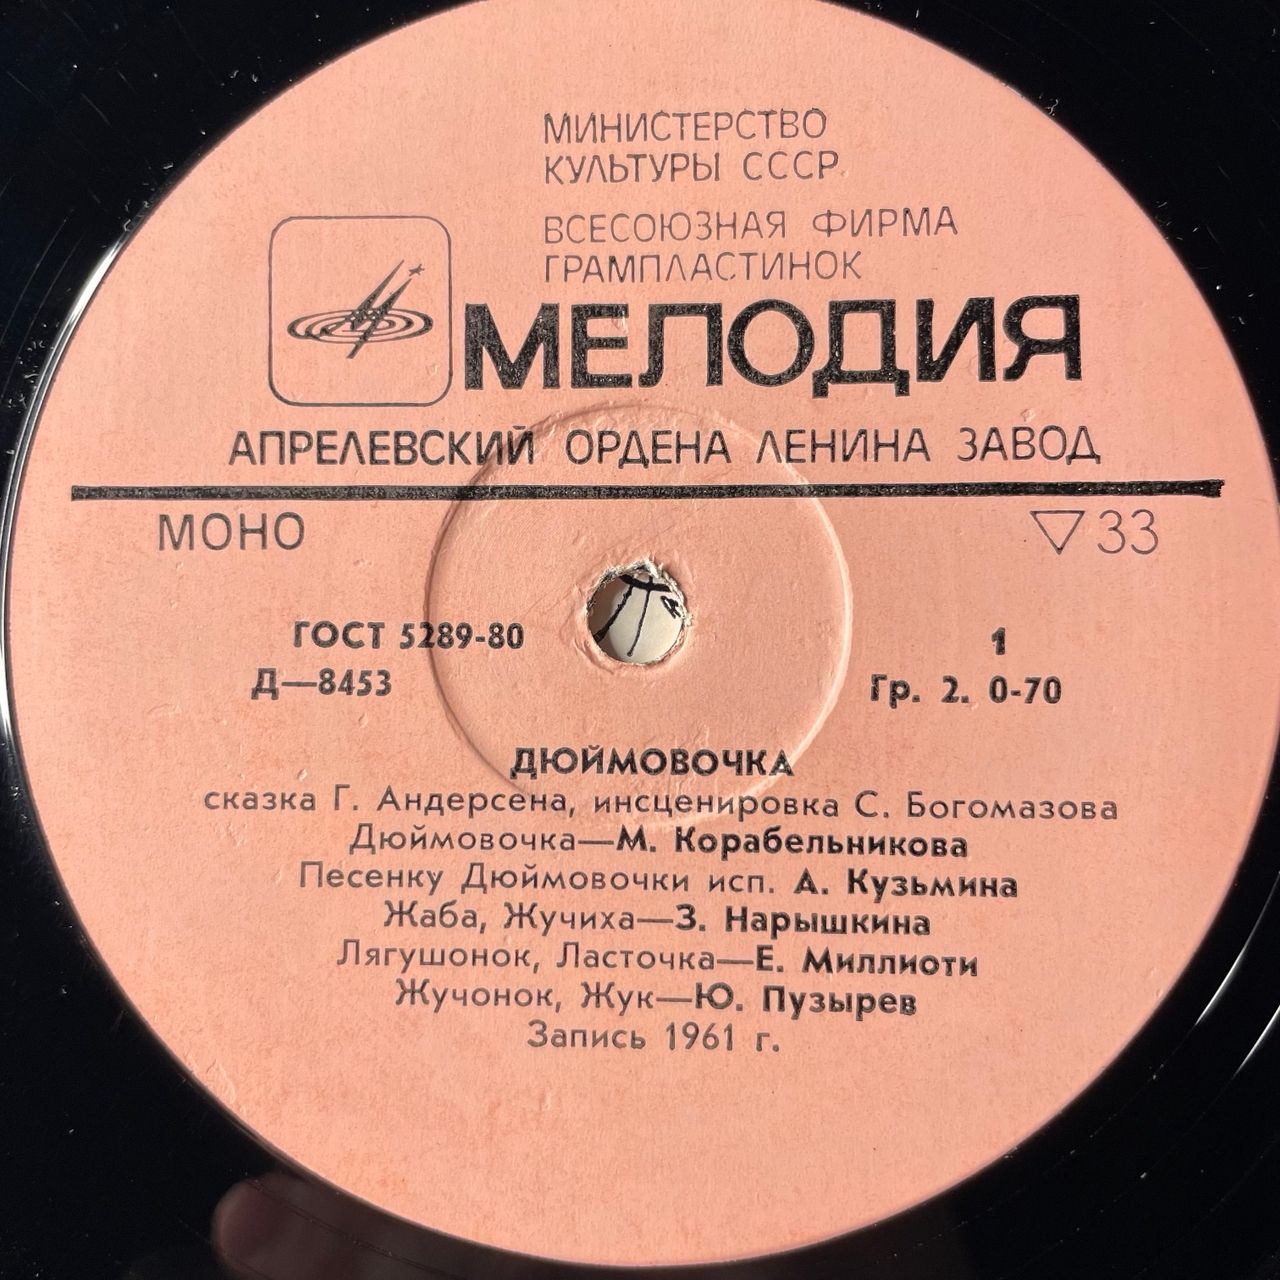 МИНИСТЕРСТВО
КУЛЬТУРЫ СССР
ВСЕСОЮЗНАЯ ФИРМА
ГРАМПЛАСТИНОК
МЕЛОДИЯ
АПРЕЛЕВСКИЙ ОРДЕНА ЛЕНИНА ЗАВОД
МОНО ▽33
ГОСТ 5289-80 1
Д—8453 Гр. 2. 0-70
ДЮЙМОВОЧКА
сказка Г. Андерсена, инсценировка С. Богомазова
Дюймовочка—М. Корабельникова
Песенку Дюймовочки исп. А. Кузьмина
Жаба, Жучиха—З. Нарышкина
Лягушонок, Ласточка—Е. Миллиоти
Жучонок, Жук—Ю. Пузырев
Запись 1961 г.